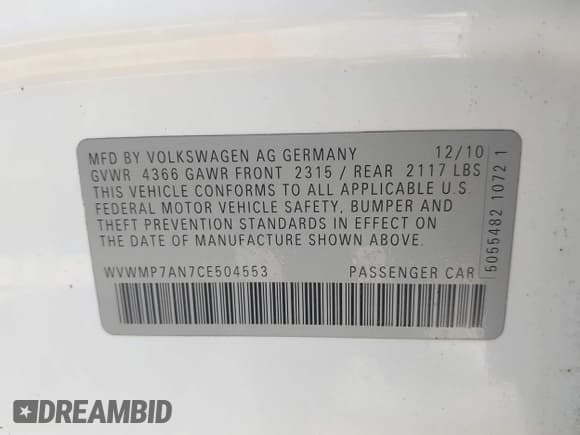 MFD BY VOLKSWAGEN AG GERMANY 12/10
GVWR 4366 GAWR FRONT 2315 / REAR 2117 LBS
THIS VEHICLE CONFORMS TO ALL APPLICABLE U.S.
FEDERAL MOTOR VEHICLE SAFETY, BUMPER AND
THEFT PREVENTION STANDARDS IN EFFECT ON
THE DATE OF MANUFACTURE SHOWN ABOVE.
WVWMP7AN7CE504553 PASSENGER CAR
5055482 1072 1
DREAMBID